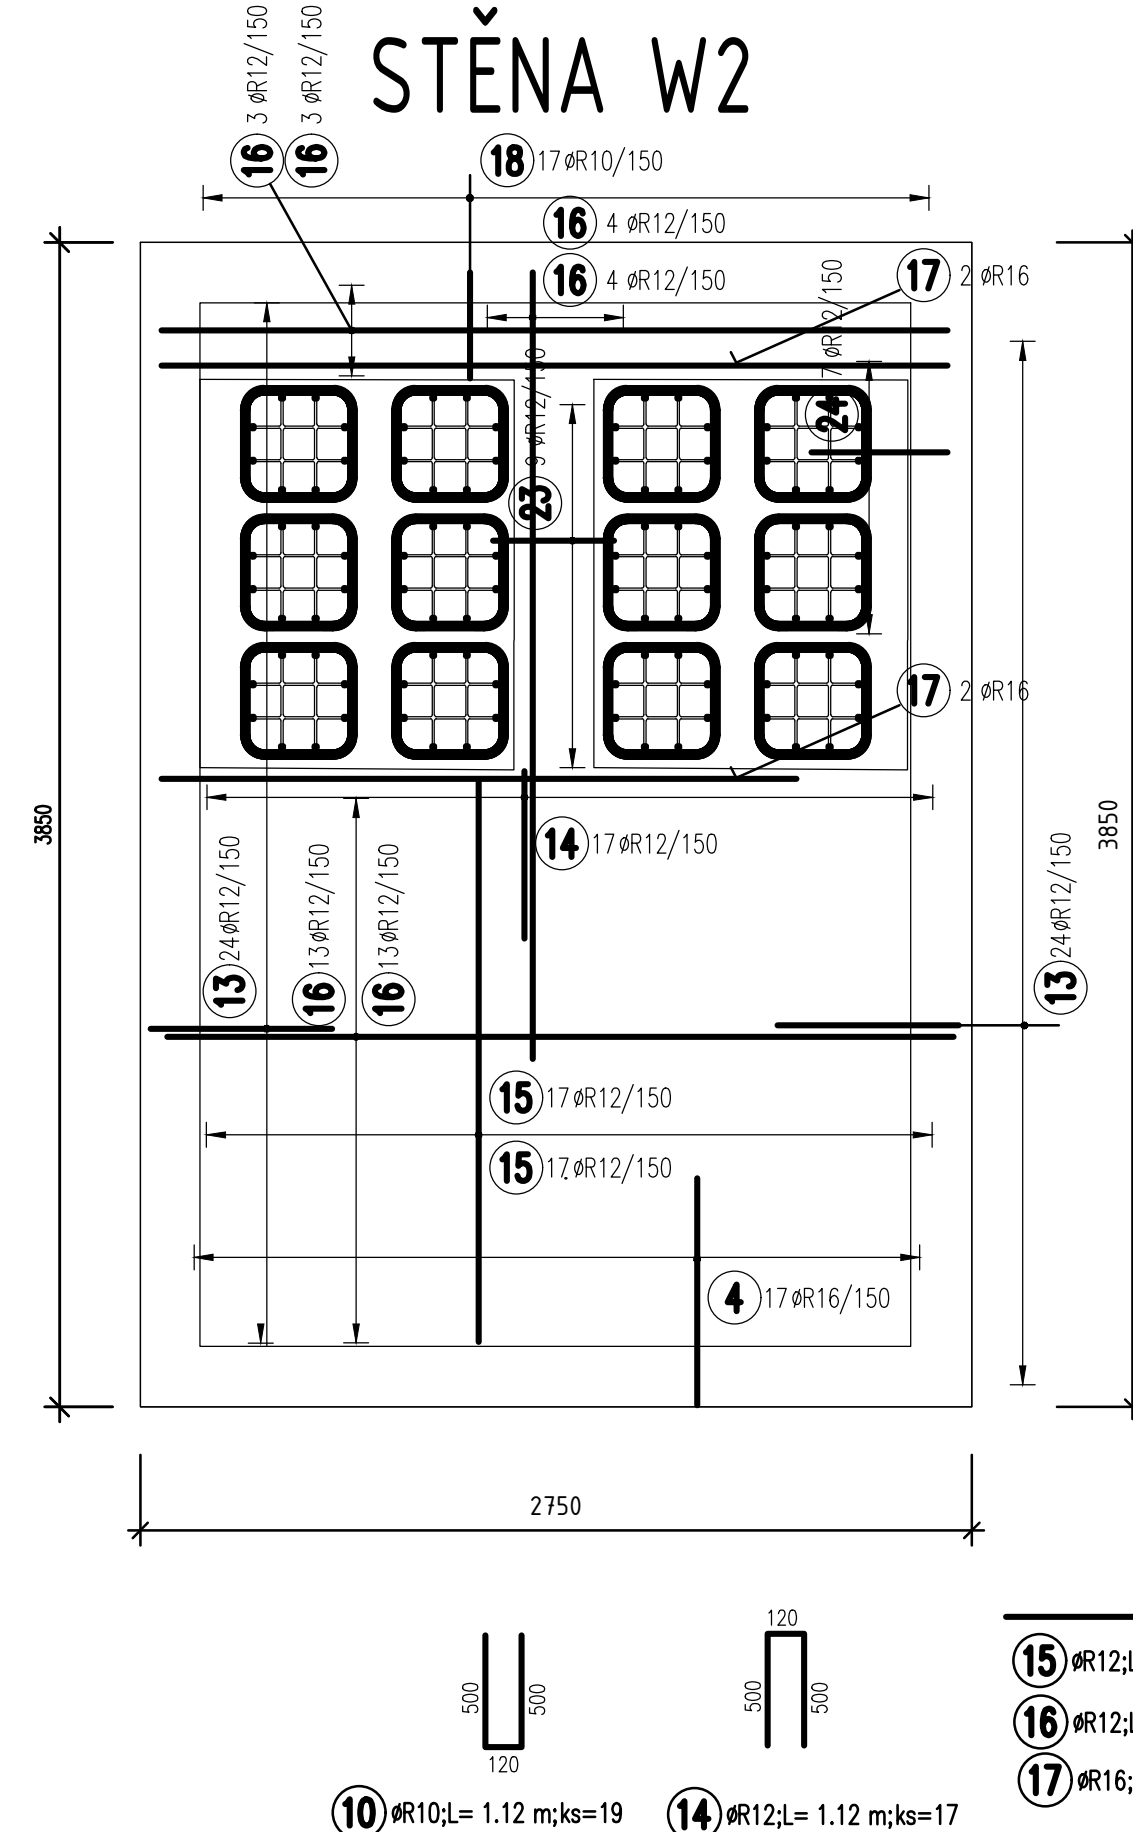 STĚNA W2
16 3 øR12/150
16 3 øR12/150
18 17øR10/150
16 4 øR12/150
16 4 øR12/150
17 2 øR16
24 7 øR12/150
23 9 øR12/150
17 2 øR16
3850
3850
14 17øR12/150
13 24øR12/150
16 13øR12/150
16 13øR12/150
13 24øR12/150
15 17øR12/150
15 17øR12/150
4 17øR16/150
2750
120
500
500
120
500
500
15 øR12;L
16 øR12;L
17 øR16;
10 øR10;L= 1.12 m;ks=19
14 øR12;L= 1.12 m;ks=17